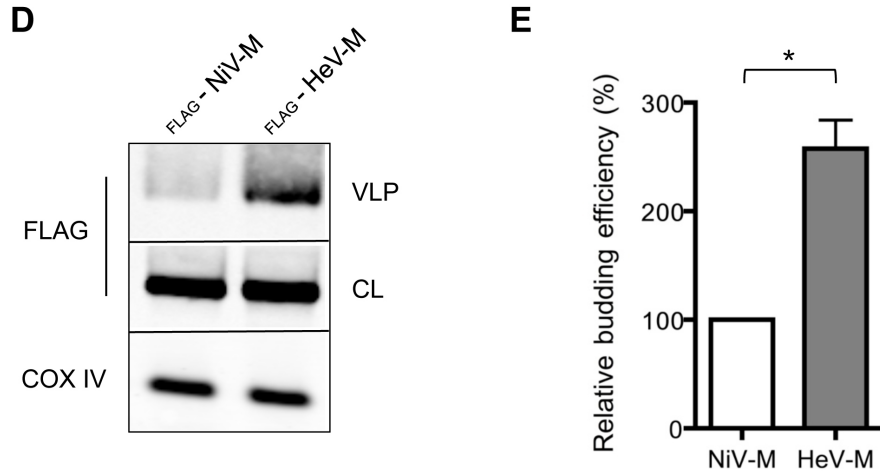 D
FLAG - NiV-M
FLAG - HeV-M
FLAG
VLP
CL
COX IV
E
*
Relative budding efficiency (%)
300
200
100
0
NiV-M
HeV-M